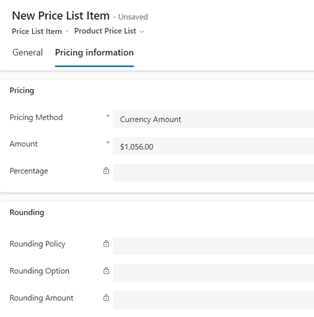 New Price List Item - Unsaved
Price List Item · Product Price List
General Pricing information
Pricing
Pricing Method * Currency Amount
Amount * $1,056.00
Percentage
Rounding
Rounding Policy
Rounding Option
Rounding Amount